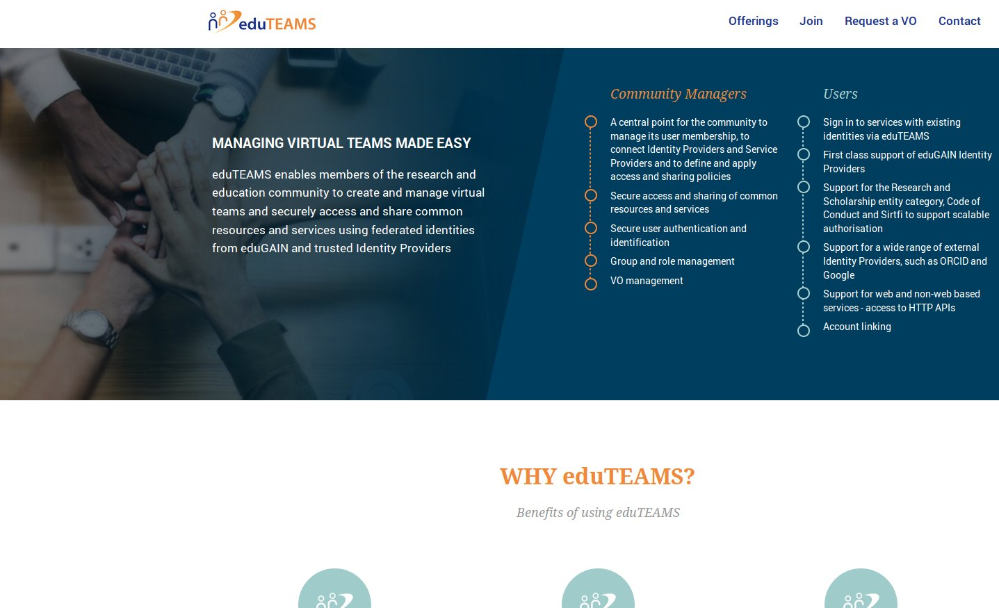 eduTEAMS
Offerings
Join
Request a VO
Contact
MANAGING VIRTUAL TEAMS MADE EASY
eduTEAMS enables members of the research and
education community to create and manage virtual
teams and securely access and share common
resources and services using federated identities
from eduGAIN and trusted Identity Providers
Community Managers
A central point for the community to
manage its user membership, to
connect Identity Providers and Service
Providers and to define and apply
access and sharing policies
Secure access and sharing of common
resources and services
Secure user authentication and
identification
Group and role management
VO management
Users
Sign in to services with existing
identities via eduTEAMS
First class support of eduGAIN Identity
Providers
Support for the Research and
Scholarship entity category, Code of
Conduct and Sirtfi to support scalable
authorisation
Support for a wide range of external
Identity Providers, such as ORCID and
Google
Support for web and non-web based
services - access to HTTP APIs
Account linking
WHY eduTEAMS?
Benefits of using eduTEAMS